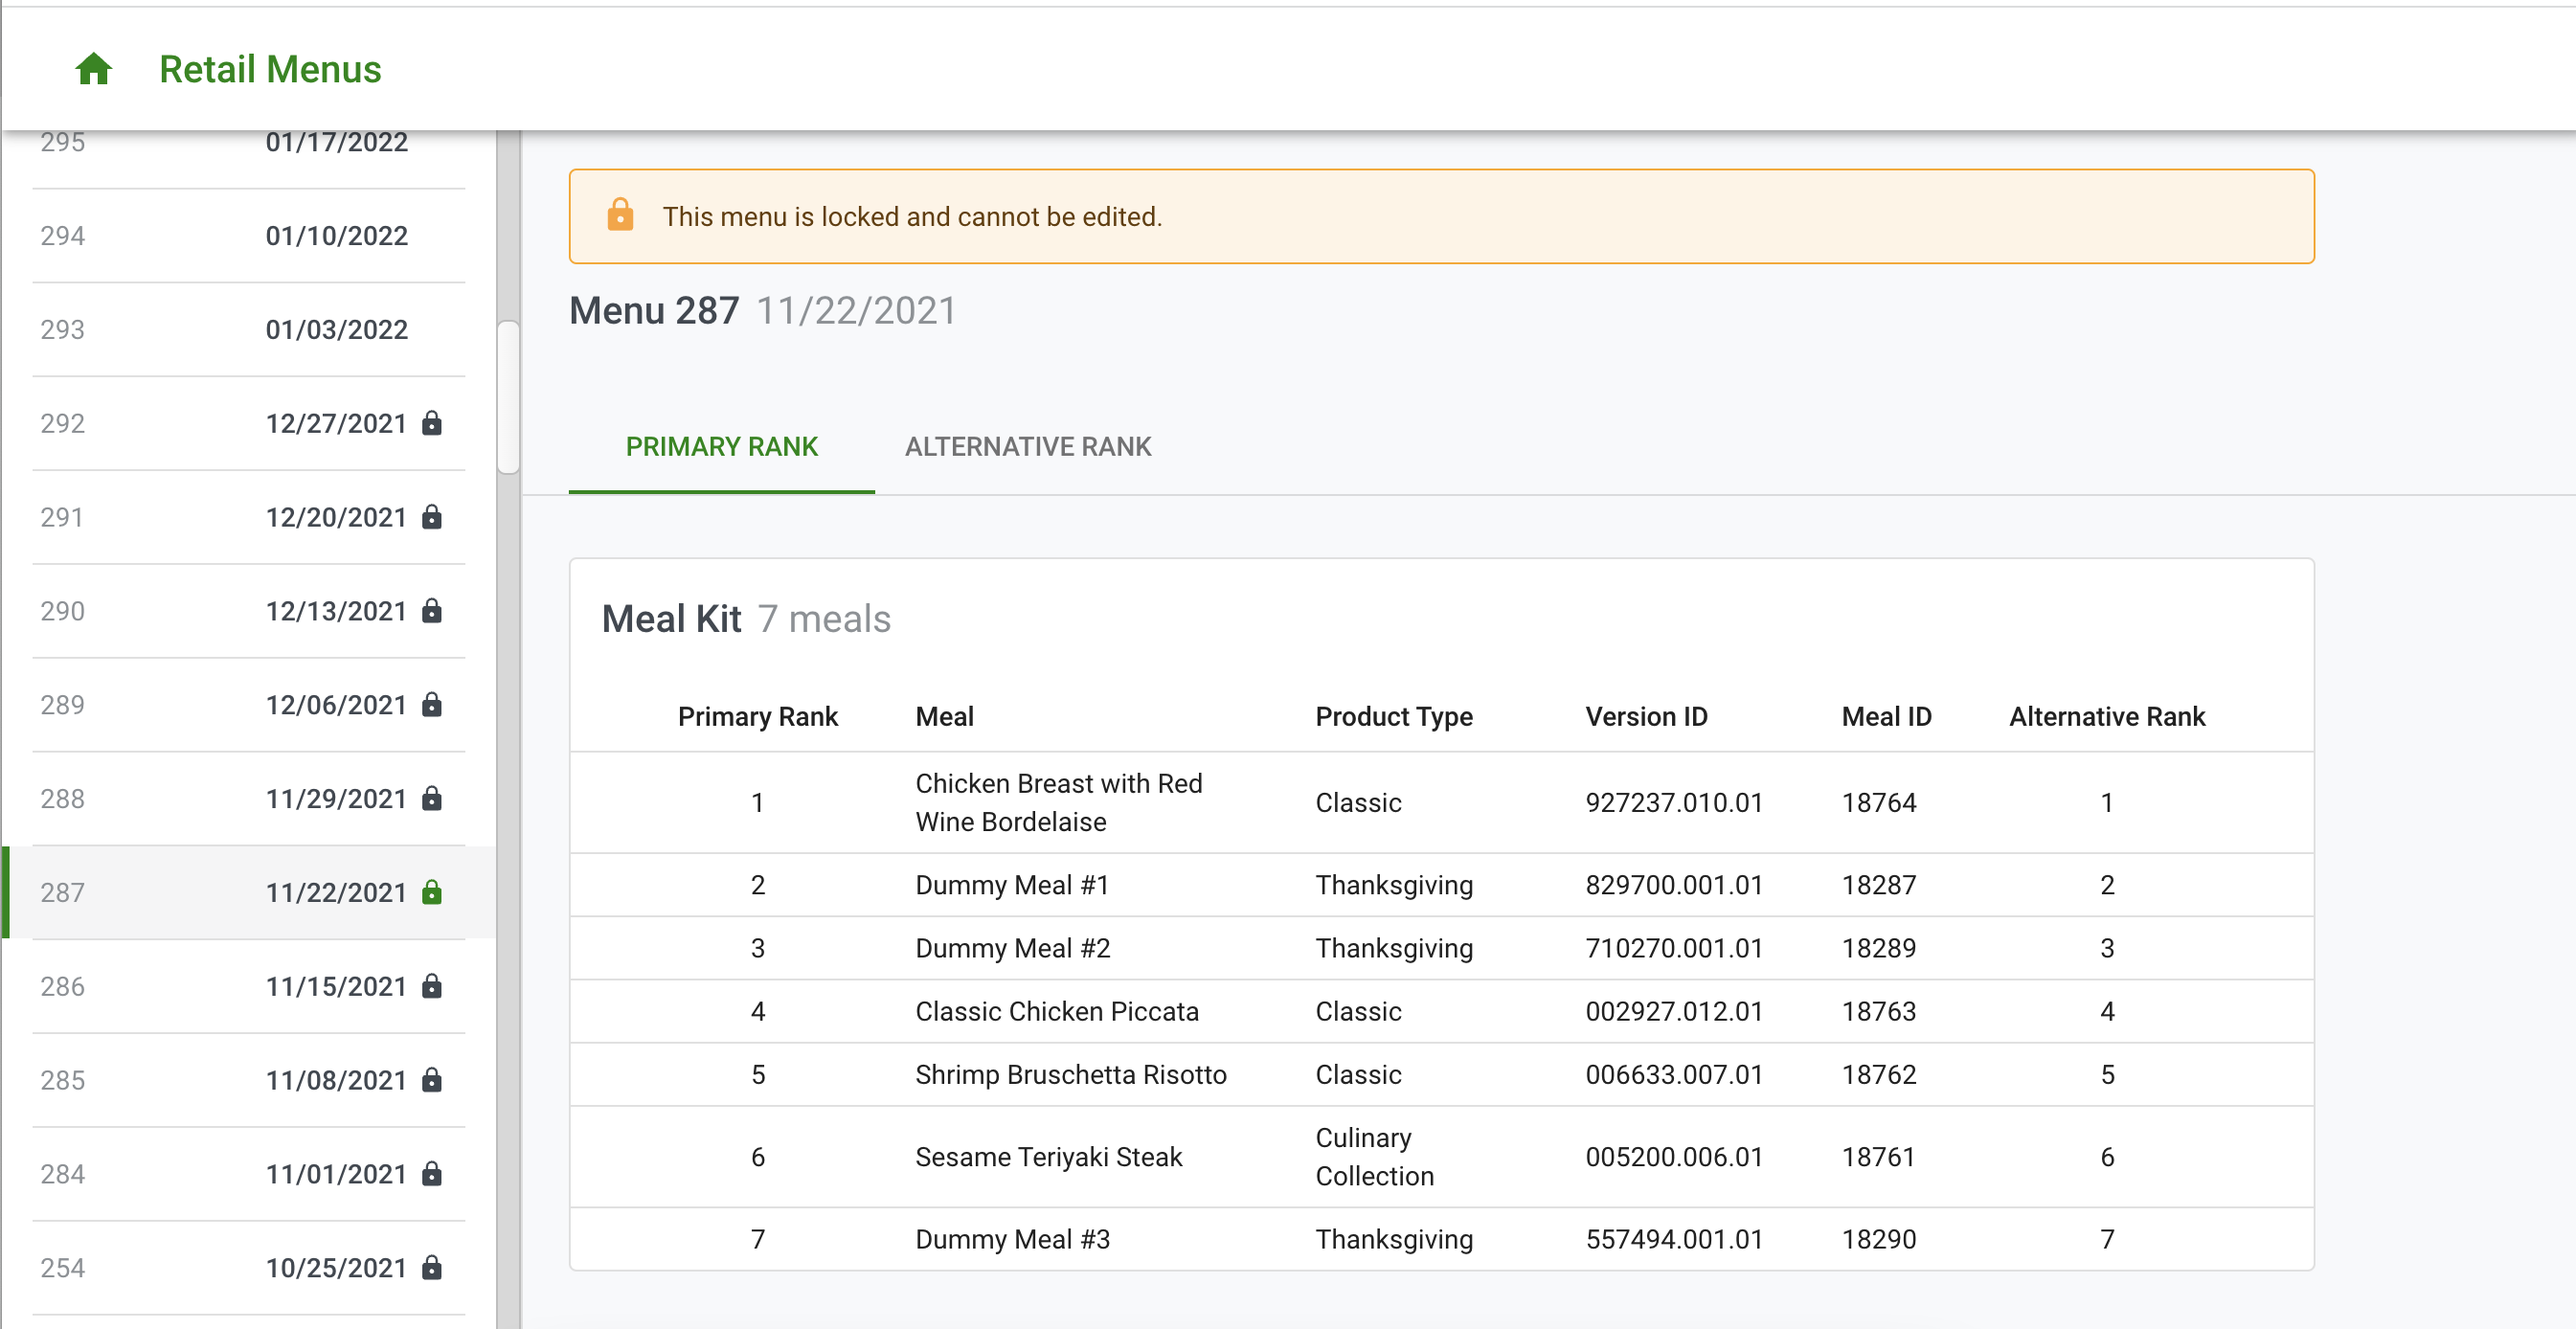 Retail Menus
295 01/17/2022
294 01/10/2022
293 01/03/2022
292 12/27/2021
291 12/20/2021
290 12/13/2021
289 12/06/2021
288 11/29/2021
287 11/22/2021
286 11/15/2021
285 11/08/2021
284 11/01/2021
254 10/25/2021
This menu is locked and cannot be edited.
Menu 287 11/22/2021
PRIMARY RANK ALTERNATIVE RANK
Meal Kit 7 meals
Primary Rank Meal Product Type Version ID Meal ID Alternative Rank
1 Chicken Breast with Red Wine Bordelaise Classic 927237.010.01 18764 1
2 Dummy Meal #1 Thanksgiving 829700.001.01 18287 2
3 Dummy Meal #2 Thanksgiving 710270.001.01 18289 3
4 Classic Chicken Piccata Classic 002927.012.01 18763 4
5 Shrimp Bruschetta Risotto Classic 006633.007.01 18762 5
6 Sesame Teriyaki Steak Culinary Collection 005200.006.01 18761 6
7 Dummy Meal #3 Thanksgiving 557494.001.01 18290 7